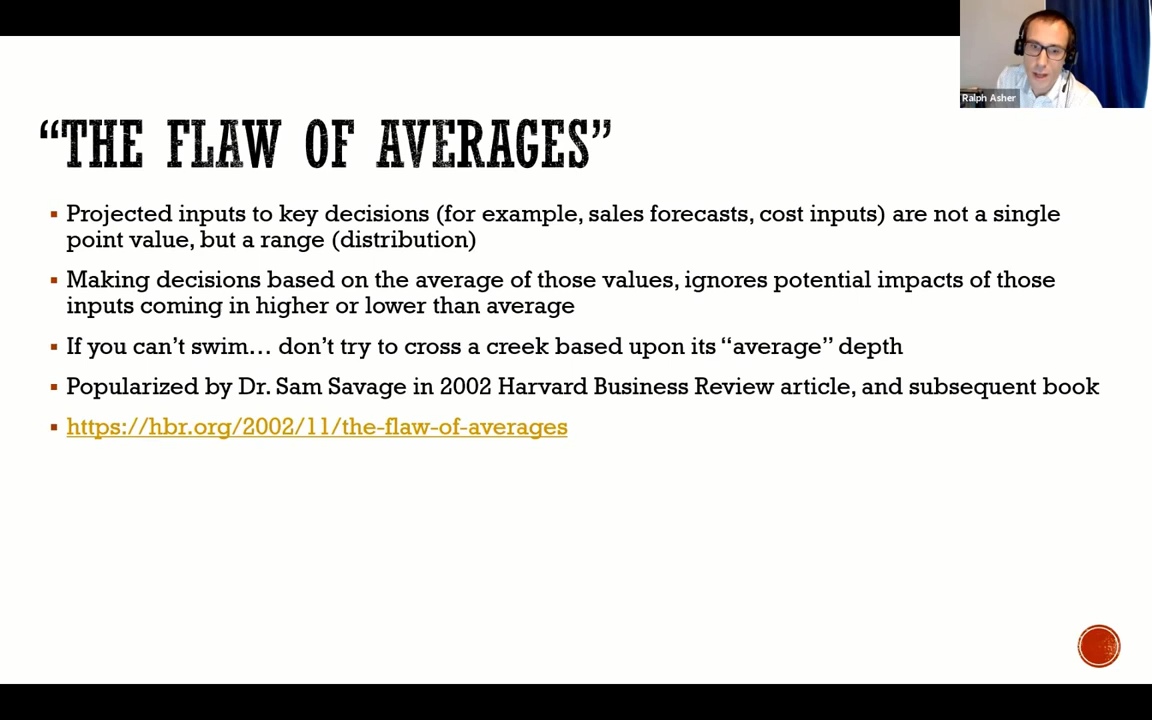 Ralph Asher
“THE FLAW OF AVERAGES”
Projected inputs to key decisions (for example, sales forecasts, cost inputs) are not a single
point value, but a range (distribution)
Making decisions based on the average of those values, ignores potential impacts of those
inputs coming in higher or lower than average
If you can’t swim… don’t try to cross a creek based upon its “average” depth
Popularized by Dr. Sam Savage in 2002 Harvard Business Review article, and subsequent book
https://hbr.org/2002/11/the-flaw-of-averages